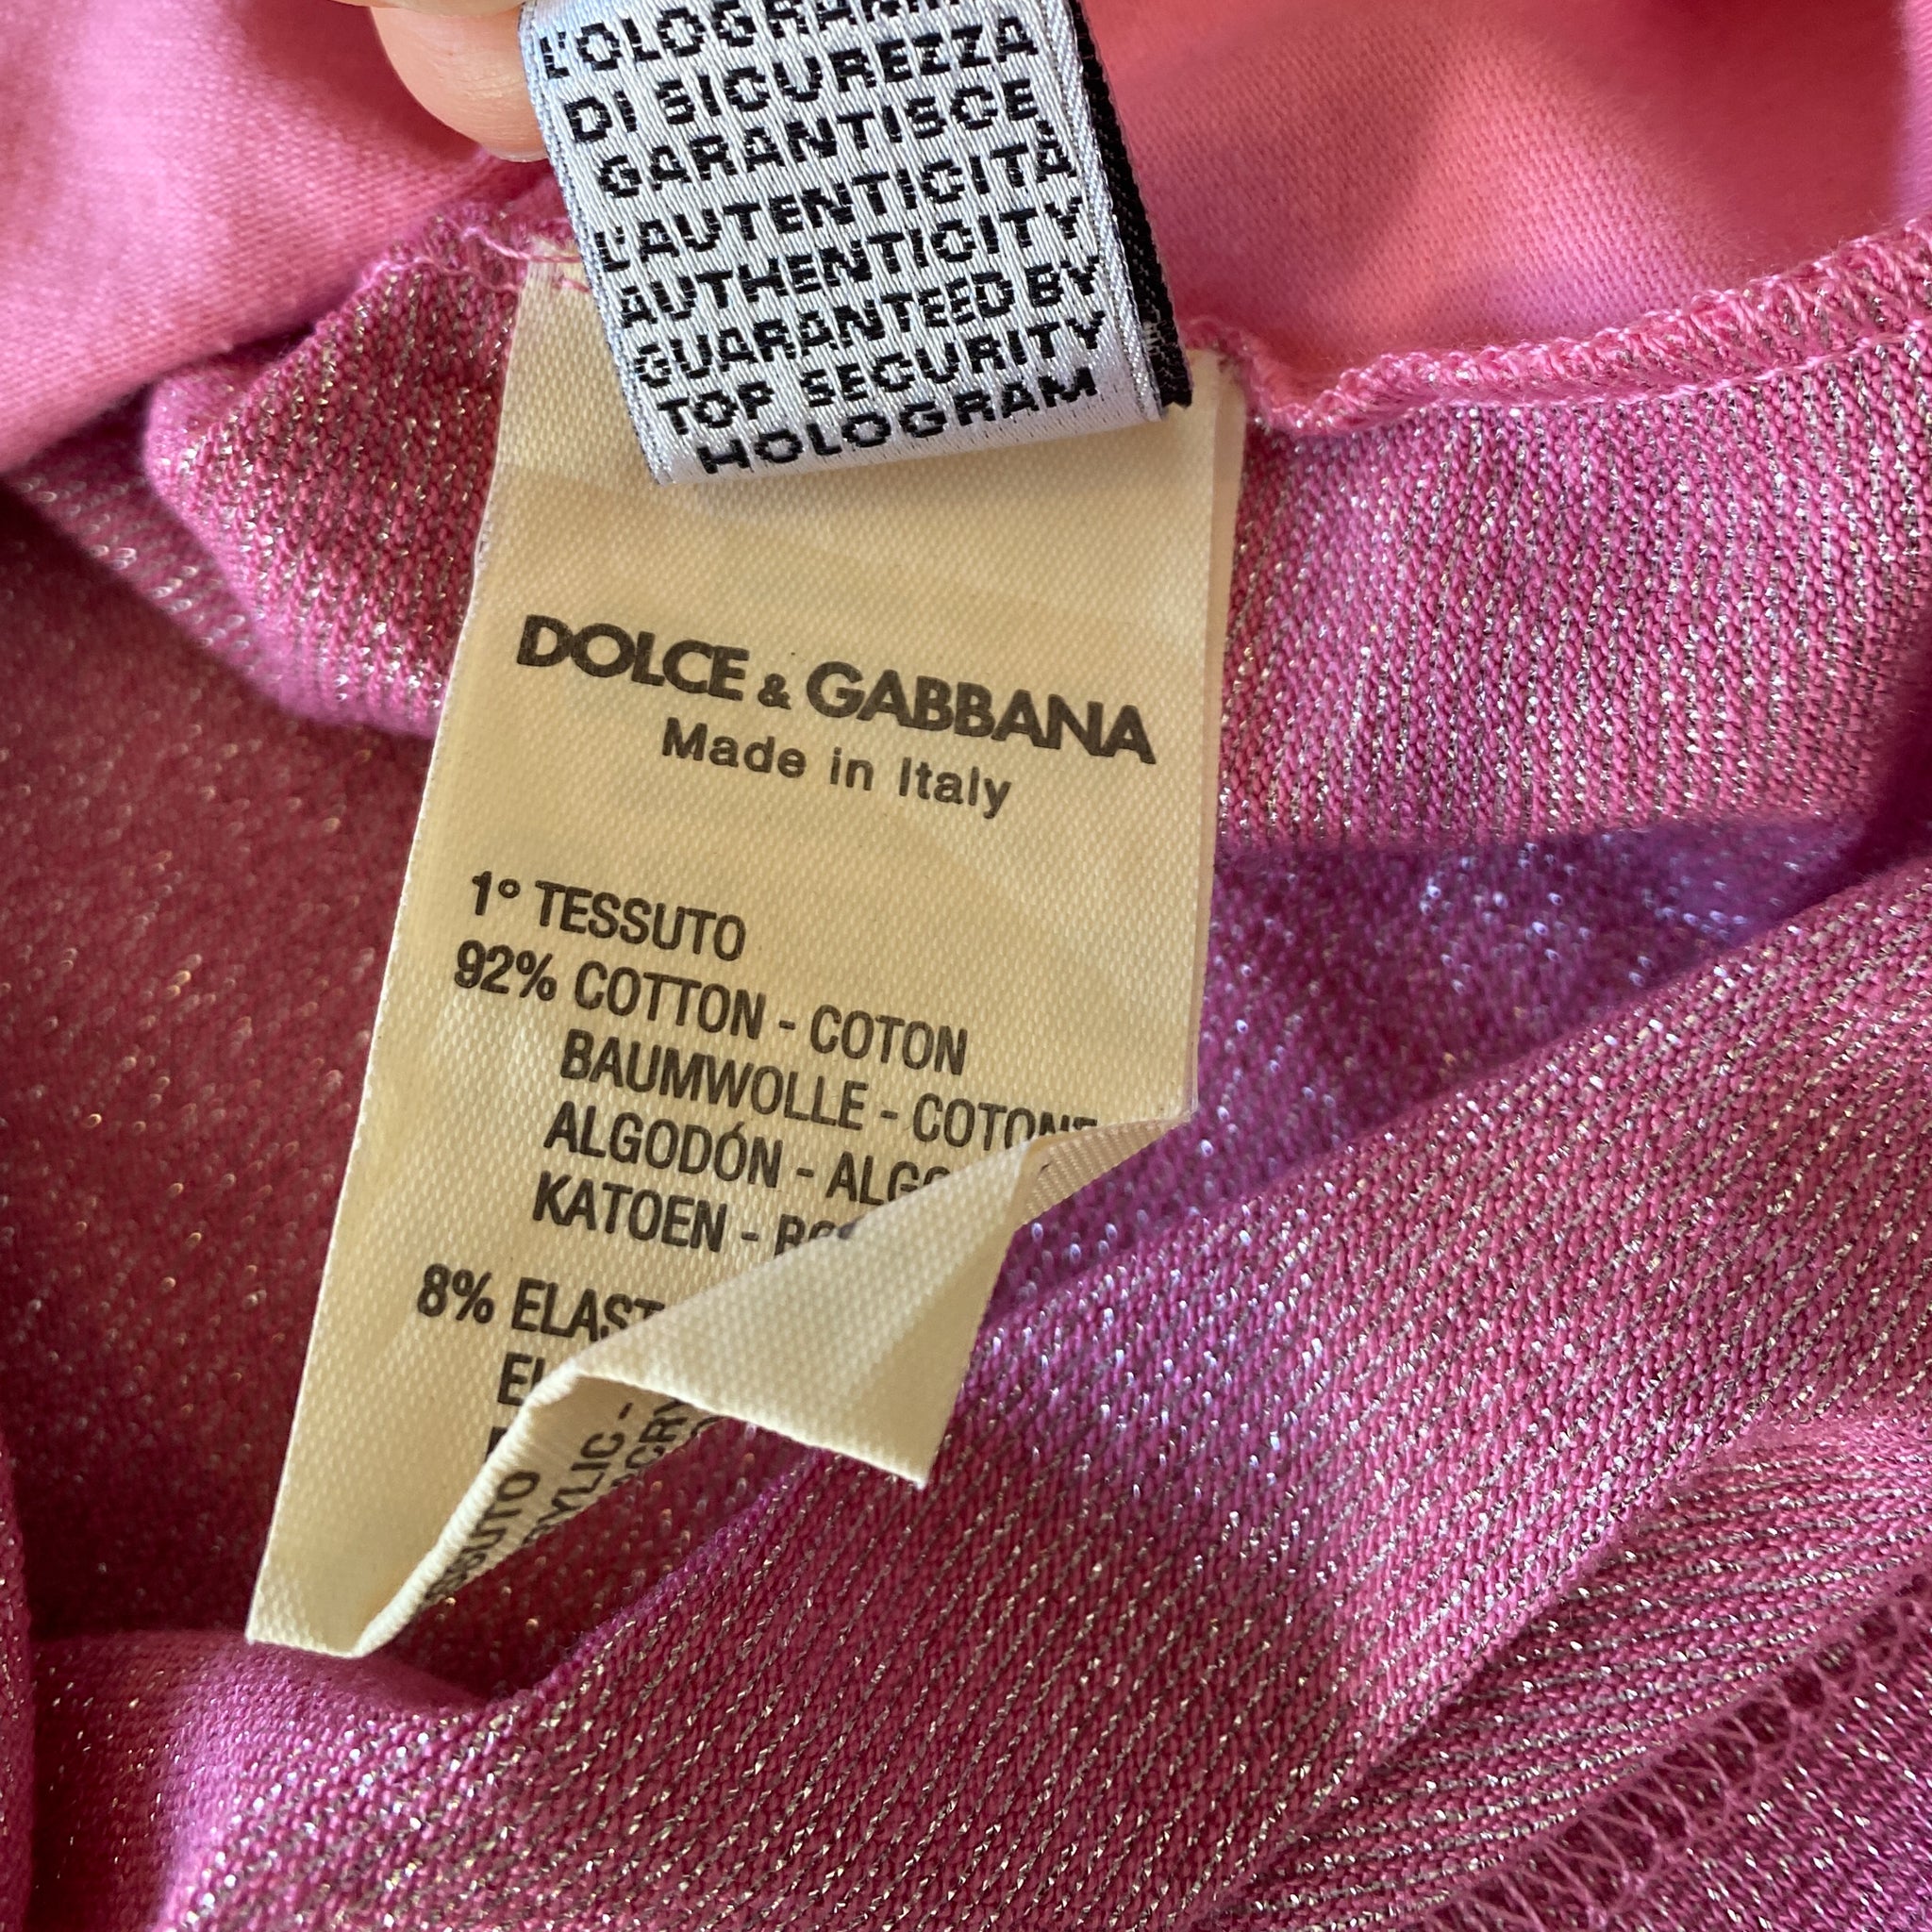 DI SICUREZZA
GARANTISCE
L'AUTENTICITÀ
AUTHENTICITY
GUARANTEED BY
TOP SECURITY
HOLOGRAM
DOLCE & GABBANA
Made in Italy
1° TESSUTO
92% COTTON - COTON
BAUMWOLLE - COTONE
ALGODÓN -
KATOEN -
8%